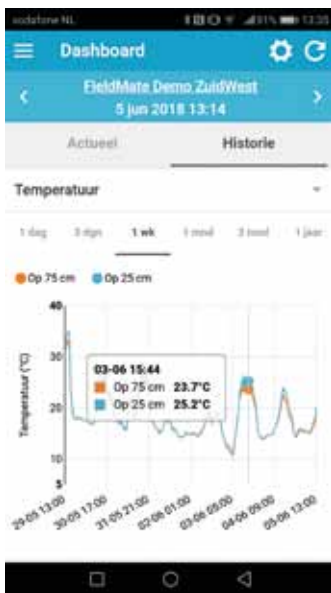 vodafone NL
13:35
Dashboard
FieldMate Demo ZuidWest
5 jun 2018 13:14
Actueel Historie
Temperatuur
1 dag 3 dgn 1 wk 1 mnd 3 mnd 1 jaar
Op 75 cm Op 25 cm
Temperatuur (°C)
40
30
20
10
5
03-06 15:44
Op 75 cm 23.7°C
Op 25 cm 25.2°C
29-05 13:00 30-05 17:00 31-05 21:00 02-06 01:00 03-06 05:00 04-06 09:00 05-06 13:00